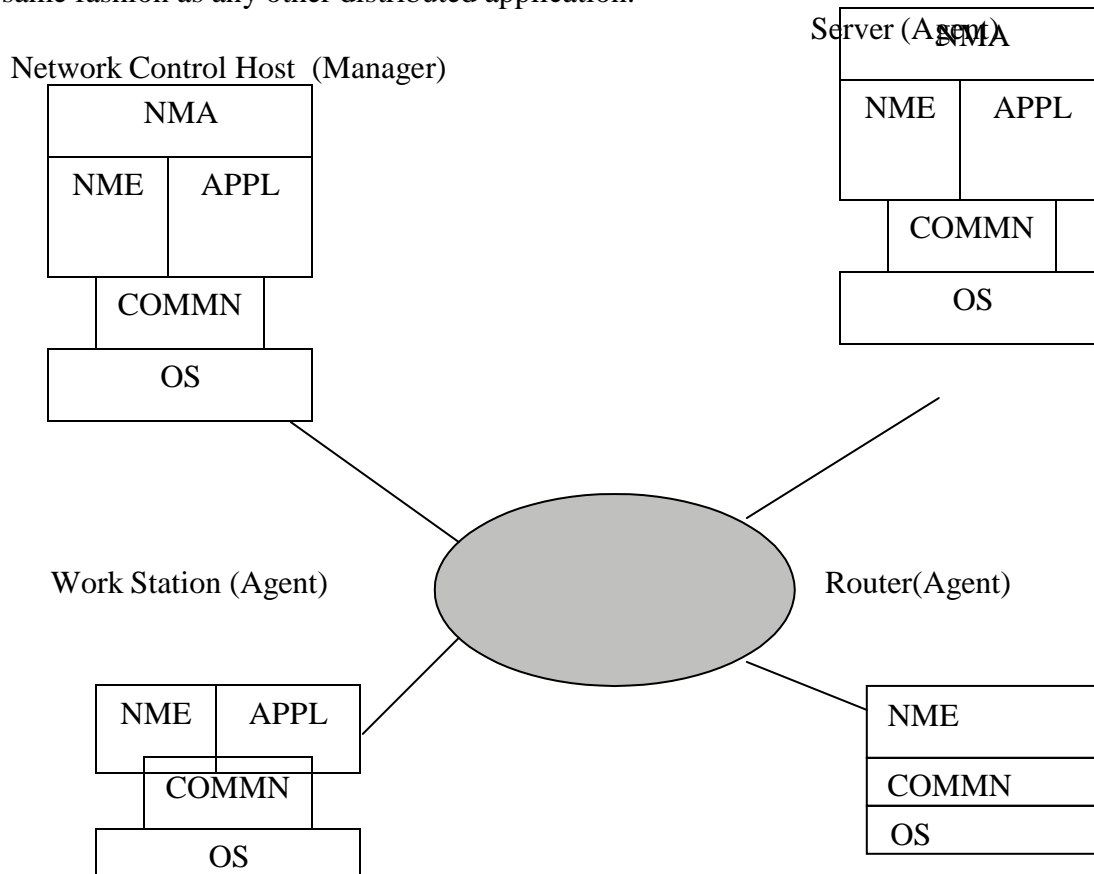 same fashion as any other distributed application.
Server (Agent)
NMA
NME APPL
COMMN
OS
Network Control Host (Manager)
NMA
NME APPL
COMMN
OS
Work Station (Agent)
NME APPL
COMMN
OS
Router(Agent)
NME
COMMN
OS